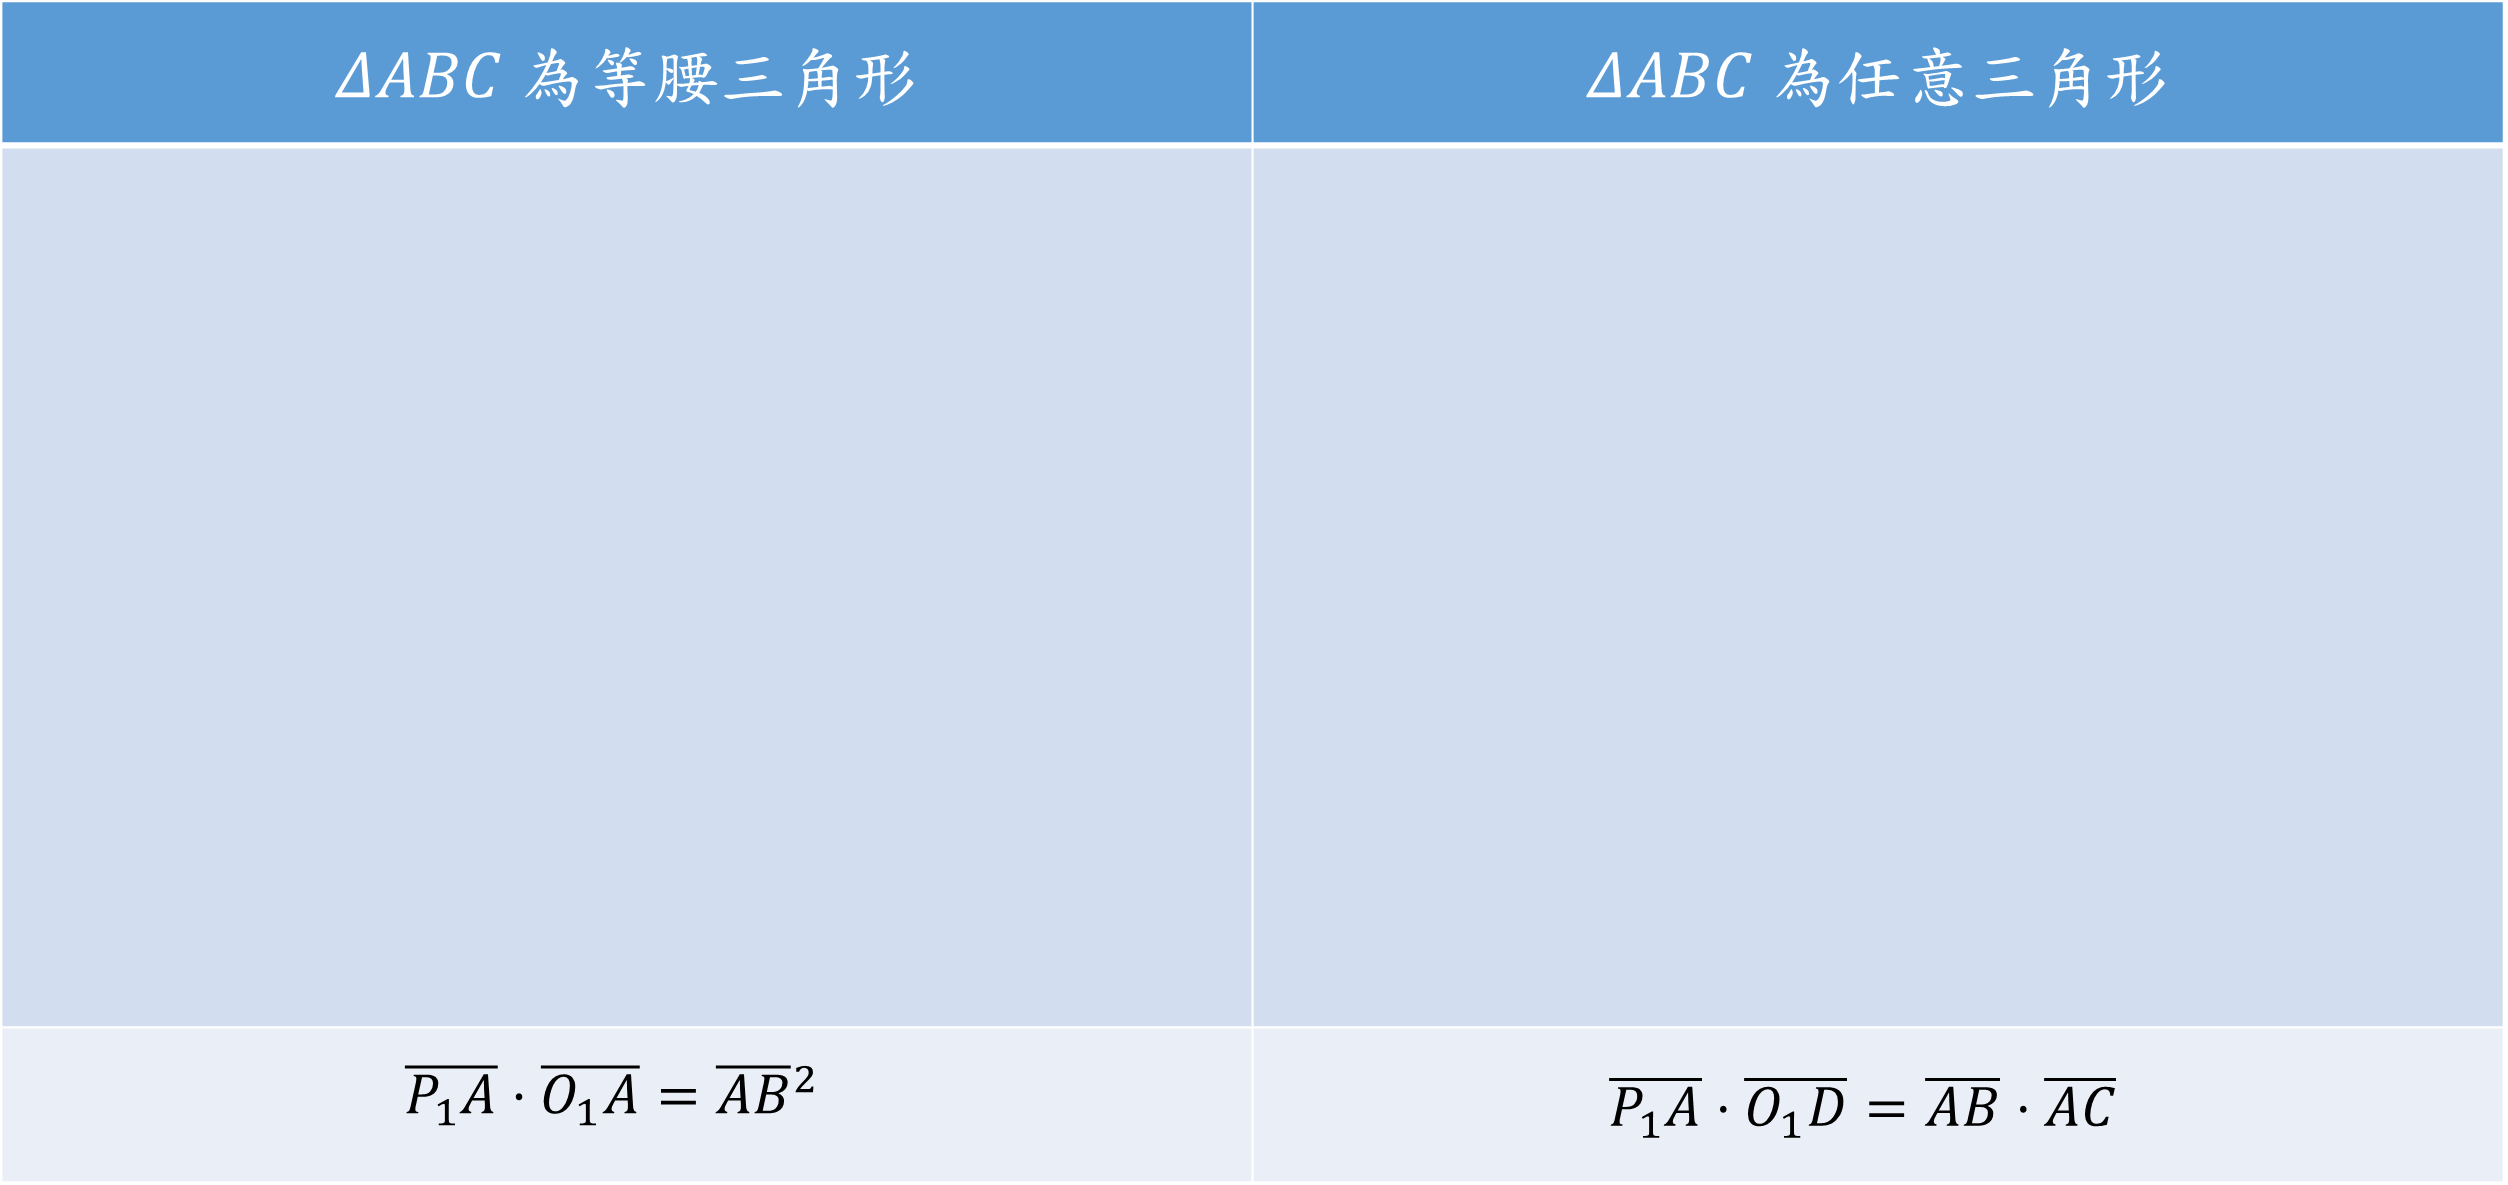 ΔABC 為等腰三角形
ΔABC 為任意三角形
P₁A · O₁A = AB²
P₁A · O₁D = AB · AC